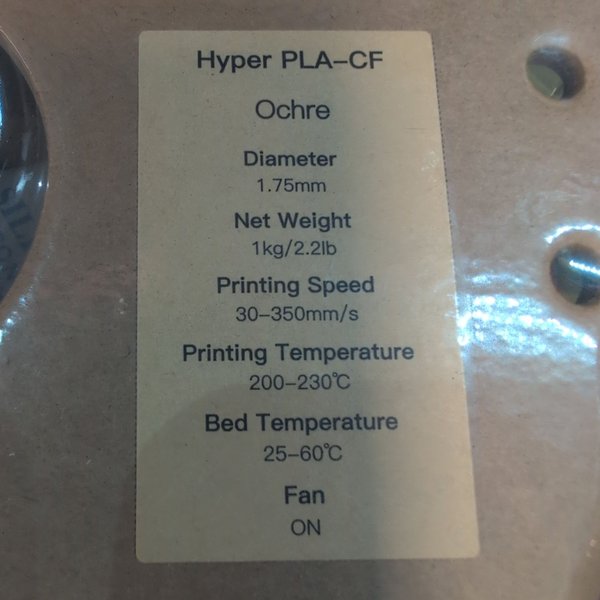 Hyper PLA-CF
Ochre
Diameter
1.75mm
Net Weight
1kg/2.2lb
Printing Speed
30-350mm/s
Printing Temperature
200-230℃
Bed Temperature
25-60℃
Fan
ON